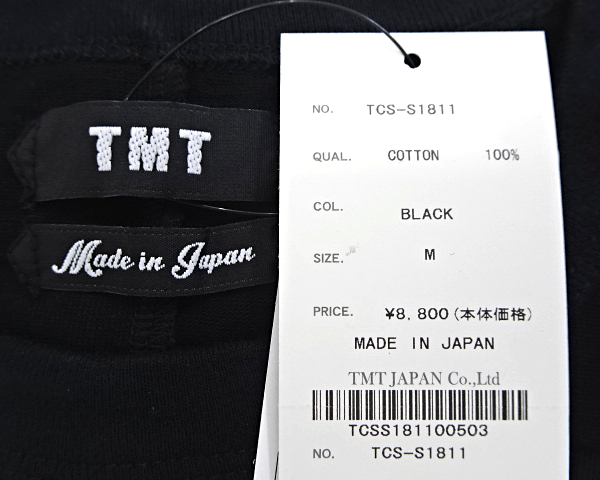 TMT
Made in Japan
NO. TCS-S1811
QUAL. COTTON 100%
COL. BLACK
SIZE. M
PRICE. ¥8,800(本体価格)
MADE IN JAPAN
TMT JAPAN Co.,Ltd
TCSS181100503
NO. TCS-S1811